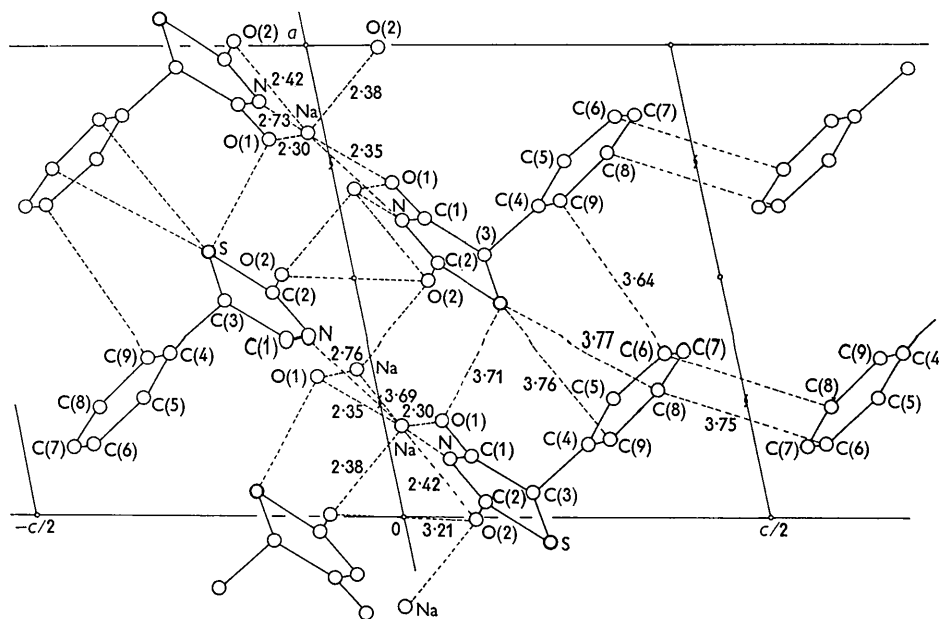 O(2) a O(2)
2·42
N 2·38 C(6) C(7)
2·73 Na
O(1) 2·30 C(5) C(8)
2·35
O(1)
N C(1) C(4) C(9)
S (3)
O(2) C(2)
C(2) O(2) 3·64
C(3)
C(1) N 3·77 C(6) C(7)
C(9) C(4) 2·76 C(9) C(4
O(1) Na 3·71 3·76 C(5) C(8)
C(8) C(5) 3·69 C(8) C(5)
2·35 2·30 O(1)
C(7) C(6) Na N C(1) C(4) C(9) 3·75 C(7) C(6)
2·38 2·42 C(2) C(3)
−c/2 0 3·21 O(2) S c/2
Na